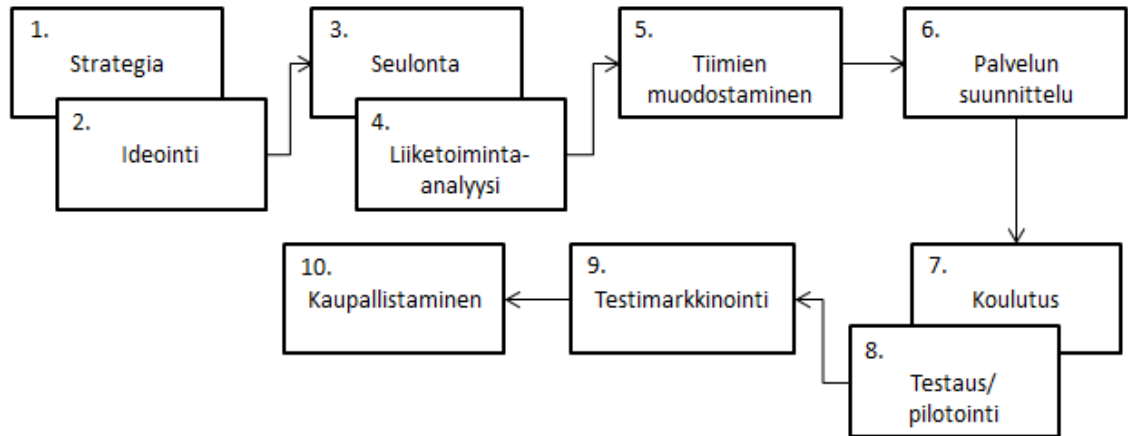 1.
Strategia
2.
Ideointi
3.
Seulonta
4.
Liiketoiminta-
analyysi
5.
Tiimien
muodostaminen
6.
Palvelun
suunnittelu
7.
Koulutus
8.
Testaus/
pilotointi
9.
Testimarkkinointi
10.
Kaupallistaminen